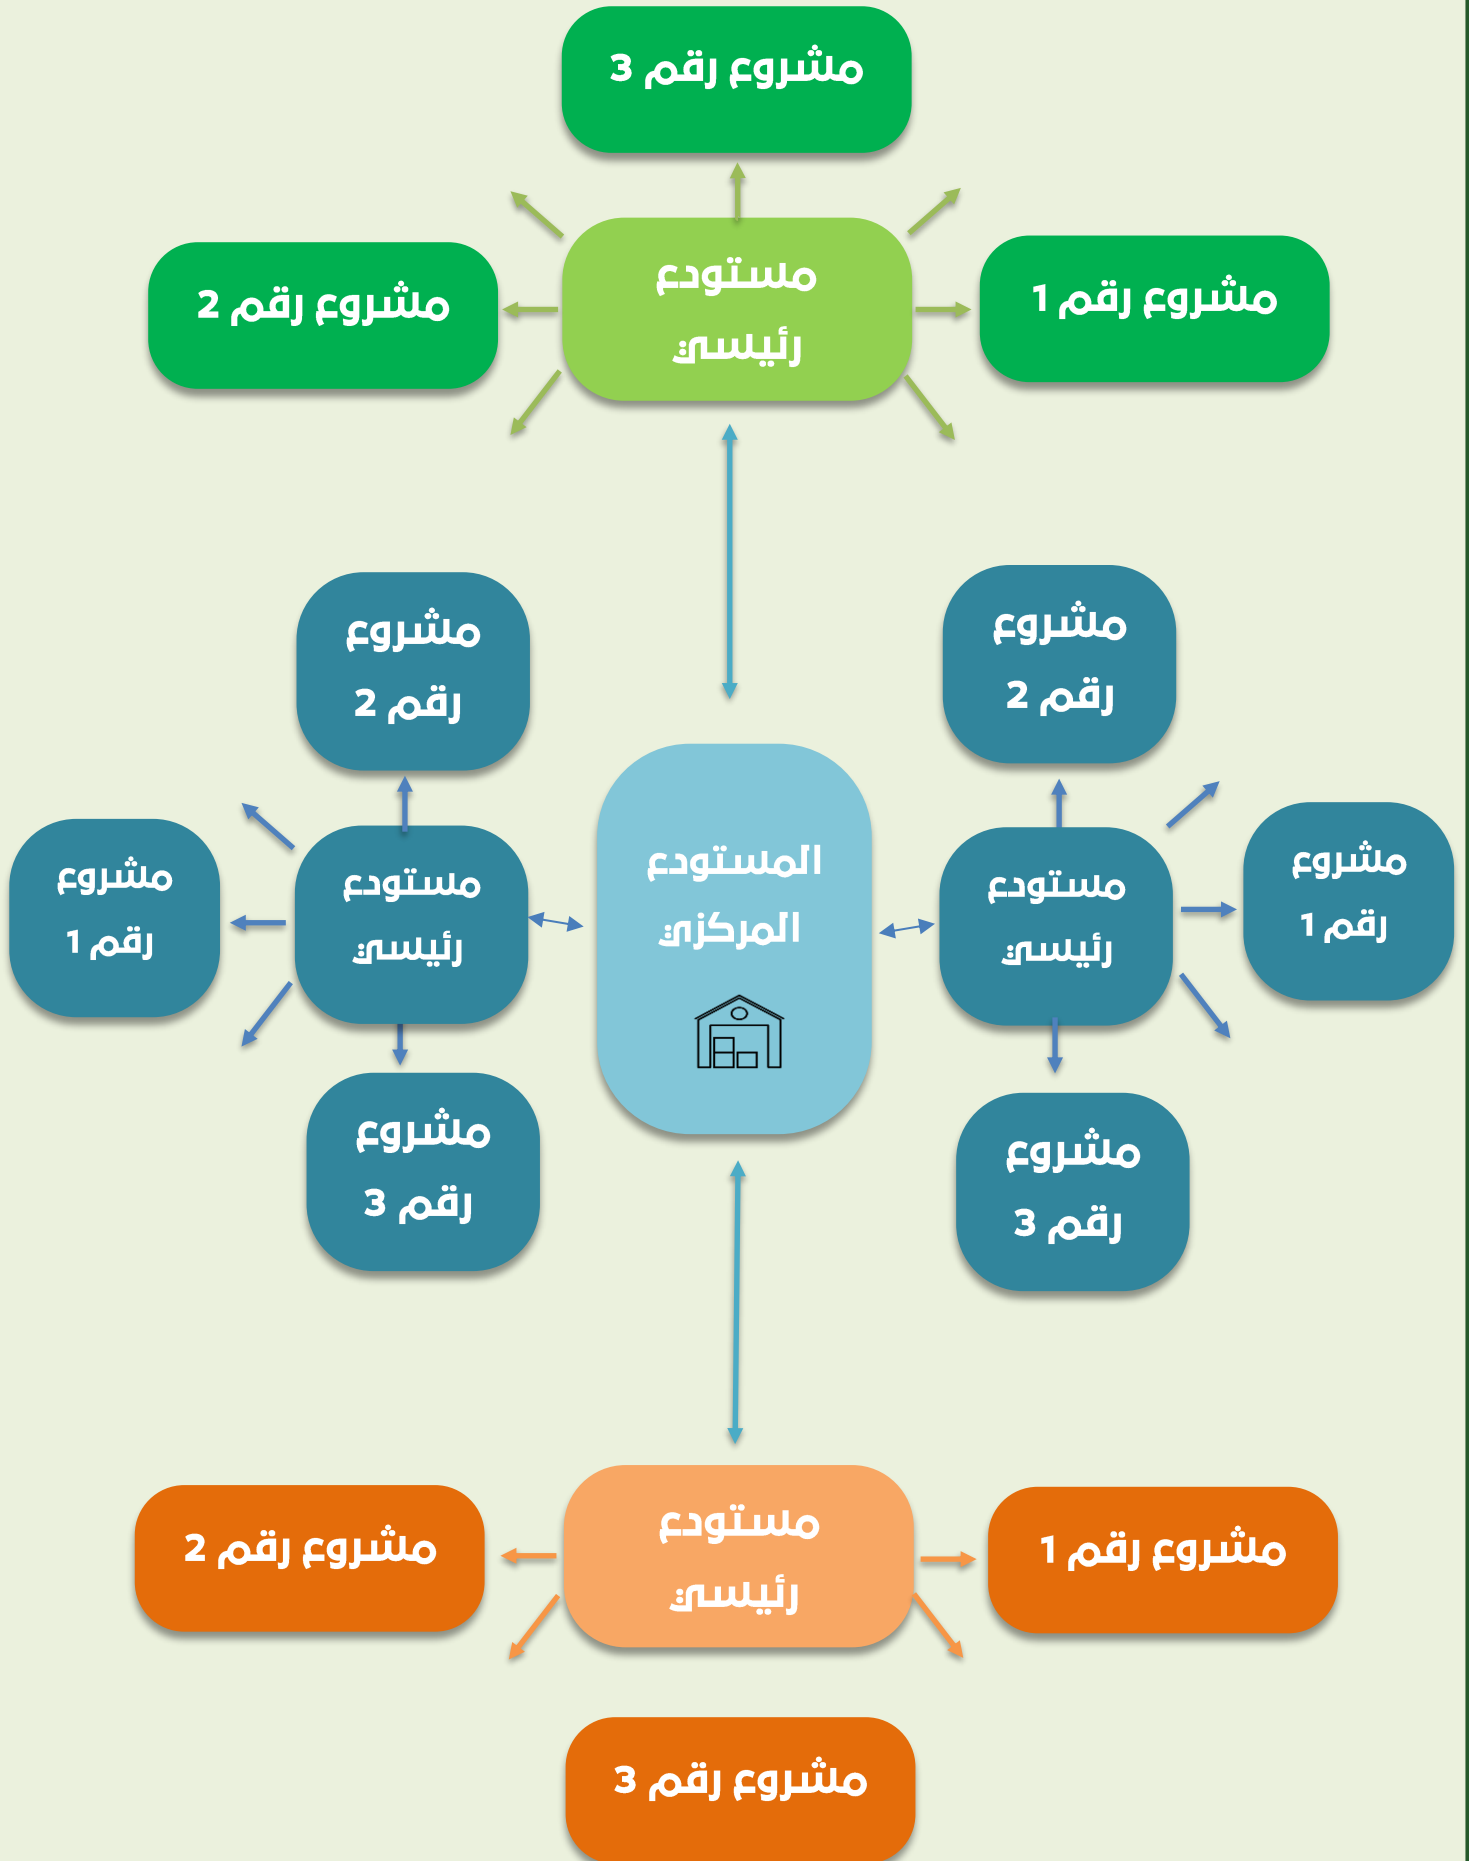 مشروع رقم 3
مستودع
رئيسي
مشروع رقم 1
مشروع رقم 2
مشروع
رقم 2
مشروع
رقم 2
مشروع
رقم 1
مستودع
رئيسي
المستودع
المركزي
مستودع
رئيسي
مشروع
رقم 1
مشروع
رقم 3
مشروع
رقم 3
مشروع رقم 1
مستودع
رئيسي
مشروع رقم 2
مشروع رقم 3